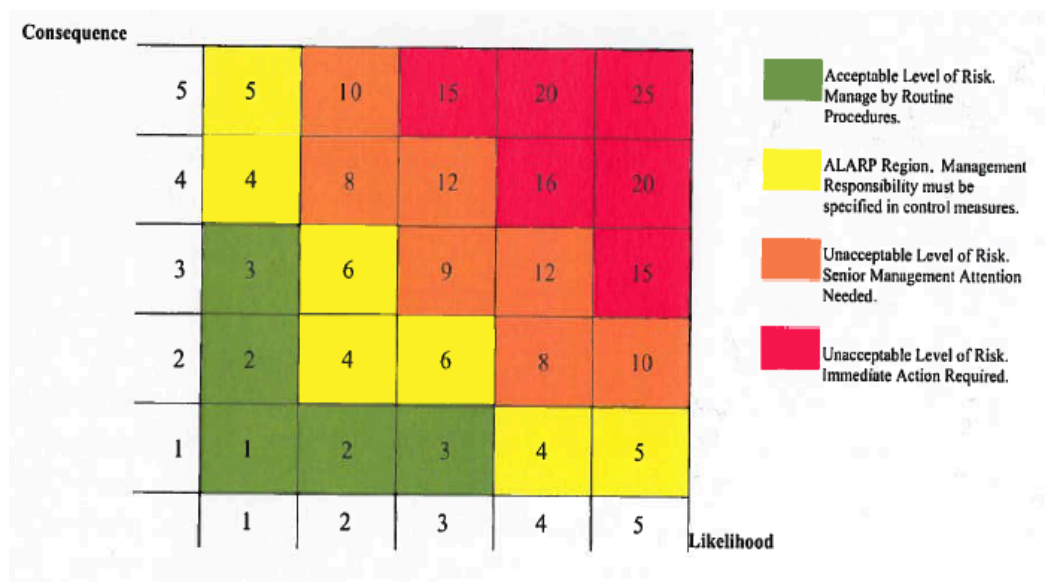 Consequence
5 5 10 15 20 25
4 4 8 12 16 20
3 3 6 9 12 15
2 2 4 6 8 10
1 1 2 3 4 5
1 2 3 4 5
Likelihood
Acceptable Level of Risk.
Manage by Routine
Procedures.
ALARP Region. Management
Responsibility must be
specified in control measures.
Unacceptable Level of Risk.
Senior Management Attention
Needed.
Unacceptable Level of Risk.
Immediate Action Required.